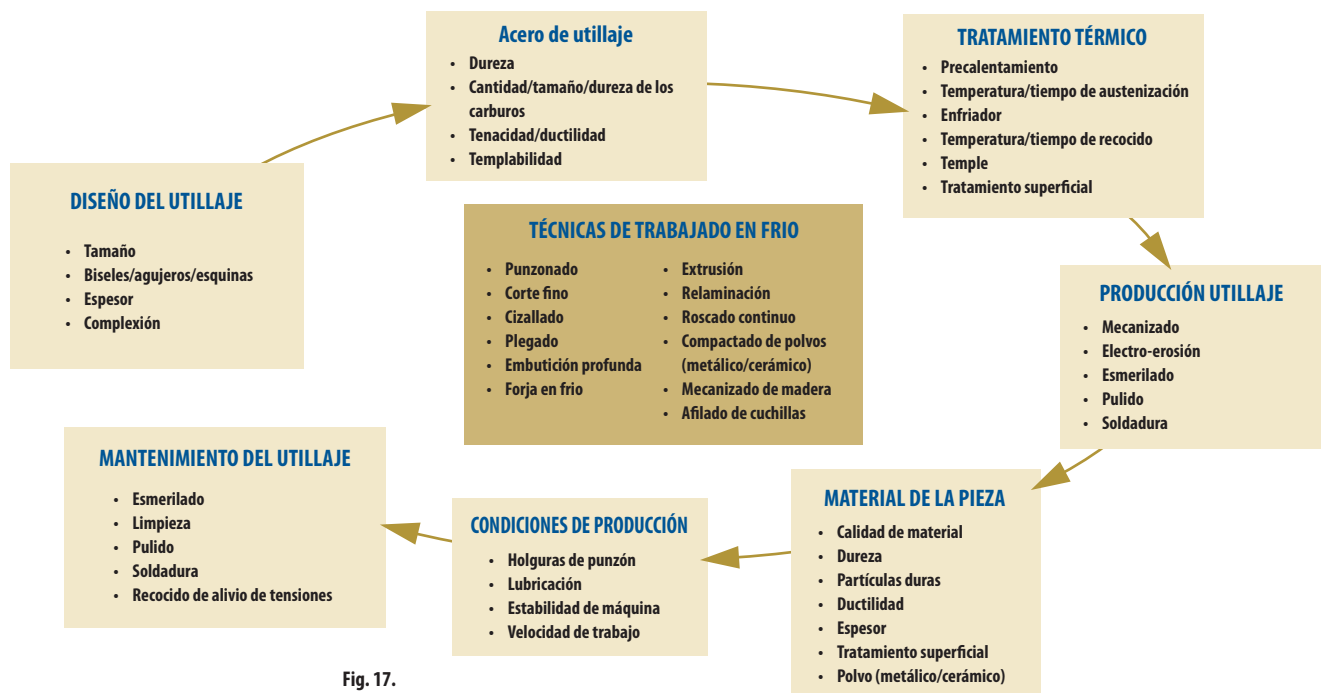 DISEÑO DEL UTILLAJE
• Tamaño
• Biseles/agujeros/esquinas
• Espesor
• Complexión
Acero de utillaje
• Dureza
• Cantidad/tamaño/dureza de los
carburos
• Tenacidad/ductilidad
• Templabilidad
TRATAMIENTO TÉRMICO
• Precalentamiento
• Temperatura/tiempo de austenización
• Enfriador
• Temperatura/tiempo de recocido
• Temple
• Tratamiento superficial
TÉCNICAS DE TRABAJADO EN FRIO
• Punzonado
• Corte fino
• Cizallado
• Plegado
• Embutición profunda
• Forja en frio
• Extrusión
• Relaminación
• Roscado continuo
• Compactado de polvos
(metálico/cerámico)
• Mecanizado de madera
• Afilado de cuchillas
PRODUCCIÓN UTILLAJE
• Mecanizado
• Electro-erosión
• Esmerilado
• Pulido
• Soldadura
MATERIAL DE LA PIEZA
• Calidad de material
• Dureza
• Partículas duras
• Ductilidad
• Espesor
• Tratamiento superficial
• Polvo (metálico/cerámico)
CONDICIONES DE PRODUCCIÓN
• Holguras de punzón
• Lubricación
• Estabilidad de máquina
• Velocidad de trabajo
MANTENIMIENTO DEL UTILLAJE
• Esmerilado
• Limpieza
• Pulido
• Soldadura
• Recocido de alivio de tensiones
Fig. 17.